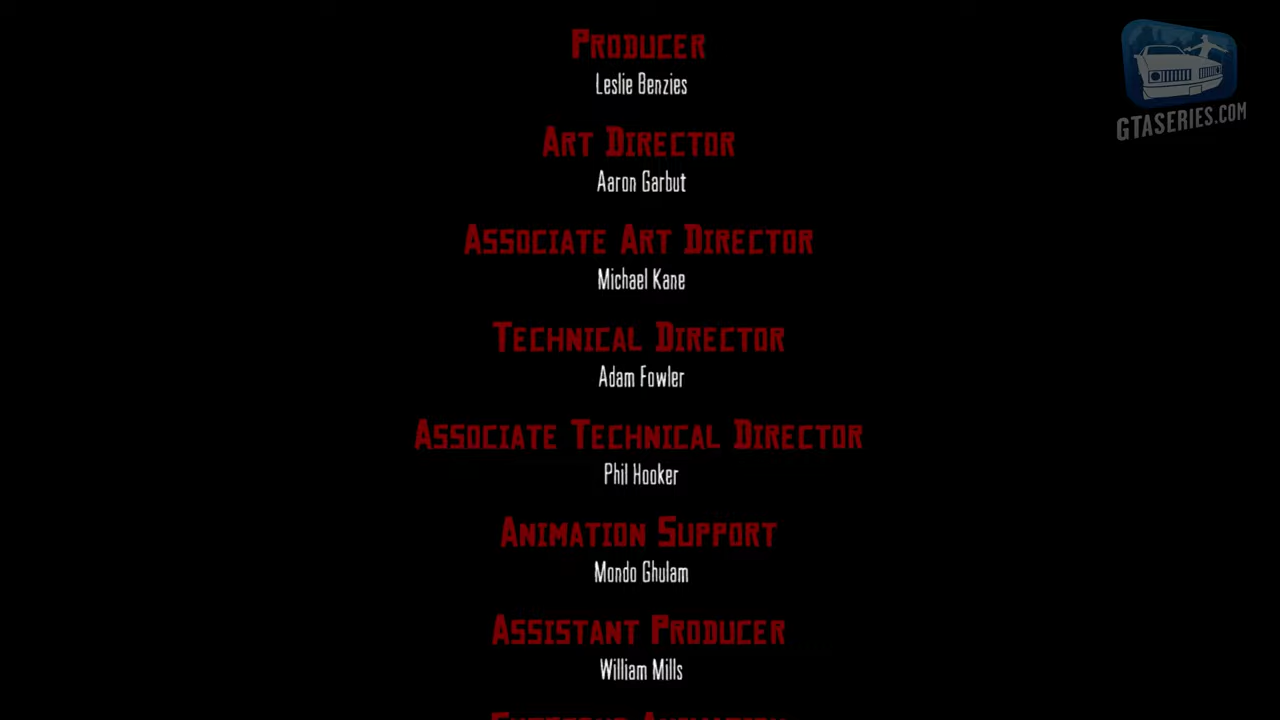 PRODUCER
Leslie Benzies
ART DIRECTOR
Aaron Garbut
ASSOCIATE ART DIRECTOR
Michael Kane
TECHNICAL DIRECTOR
Adam Fowler
ASSOCIATE TECHNICAL DIRECTOR
Phil Hooker
ANIMATION SUPPORT
Mondo Ghulam
ASSISTANT PRODUCER
William Mills
GTASERIES.COM